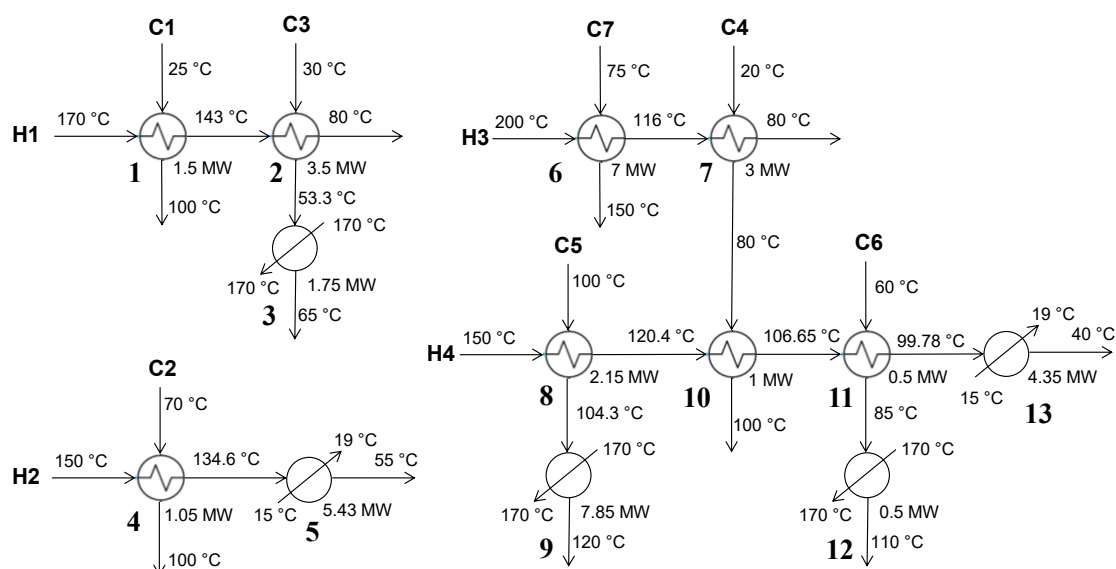 C1
C3
25 °C
30 °C
H1
170 °C
143 °C
80 °C
1
1.5 MW
2
3.5 MW
100 °C
53.3 °C
170 °C
170 °C
1.75 MW
3
65 °C
C2
70 °C
H2
150 °C
134.6 °C
19 °C
55 °C
4
1.05 MW
15 °C
5
5.43 MW
100 °C
C7
C4
75 °C
20 °C
H3
200 °C
116 °C
80 °C
6
7 MW
7
3 MW
150 °C
80 °C
C5
C6
100 °C
60 °C
H4
150 °C
120.4 °C
106.65 °C
99.78 °C
19 °C
40 °C
8
2.15 MW
10
1 MW
11
0.5 MW
15 °C
4.35 MW
13
104.3 °C
100 °C
85 °C
170 °C
170 °C
7.85 MW
9
120 °C
170 °C
170 °C
0.5 MW
12
110 °C